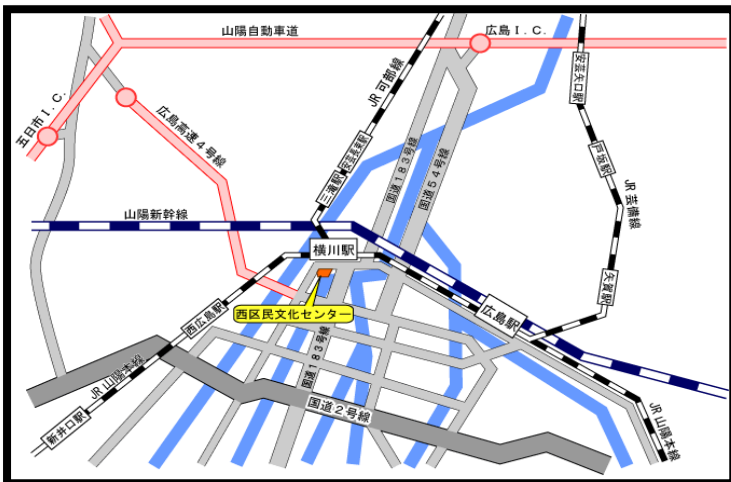 山陽自動車道
広島Ｉ.Ｃ.
五日市Ｉ.Ｃ.
広島高速４号線
JR可部線
安芸長束駅
三滝駅
国道１８３号線
国道５４号線
安芸矢口駅
戸坂駅
JR芸備線
矢賀駅
山陽新幹線
横川駅
西広島駅
西区民文化センター
広島駅
国道１８３号線
JR山陽本線
新井口駅
国道２号線
JR山陽本線